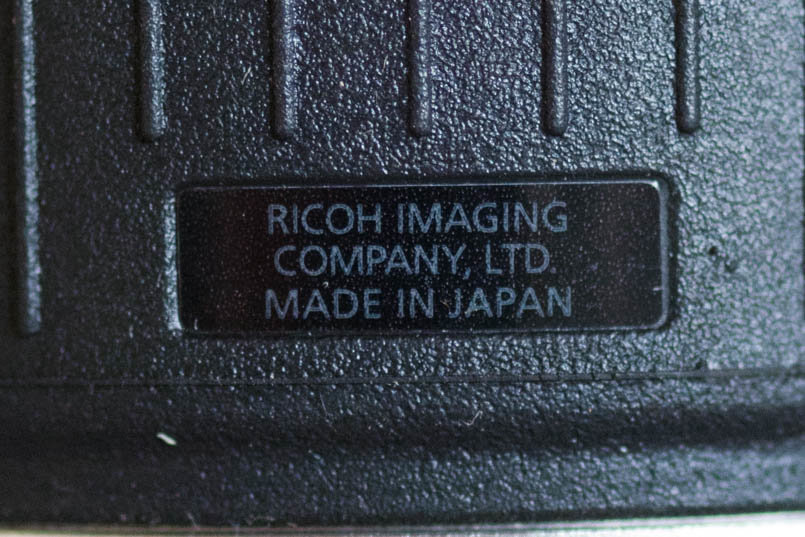 RICOH IMAGING
COMPANY, LTD.
MADE IN JAPAN